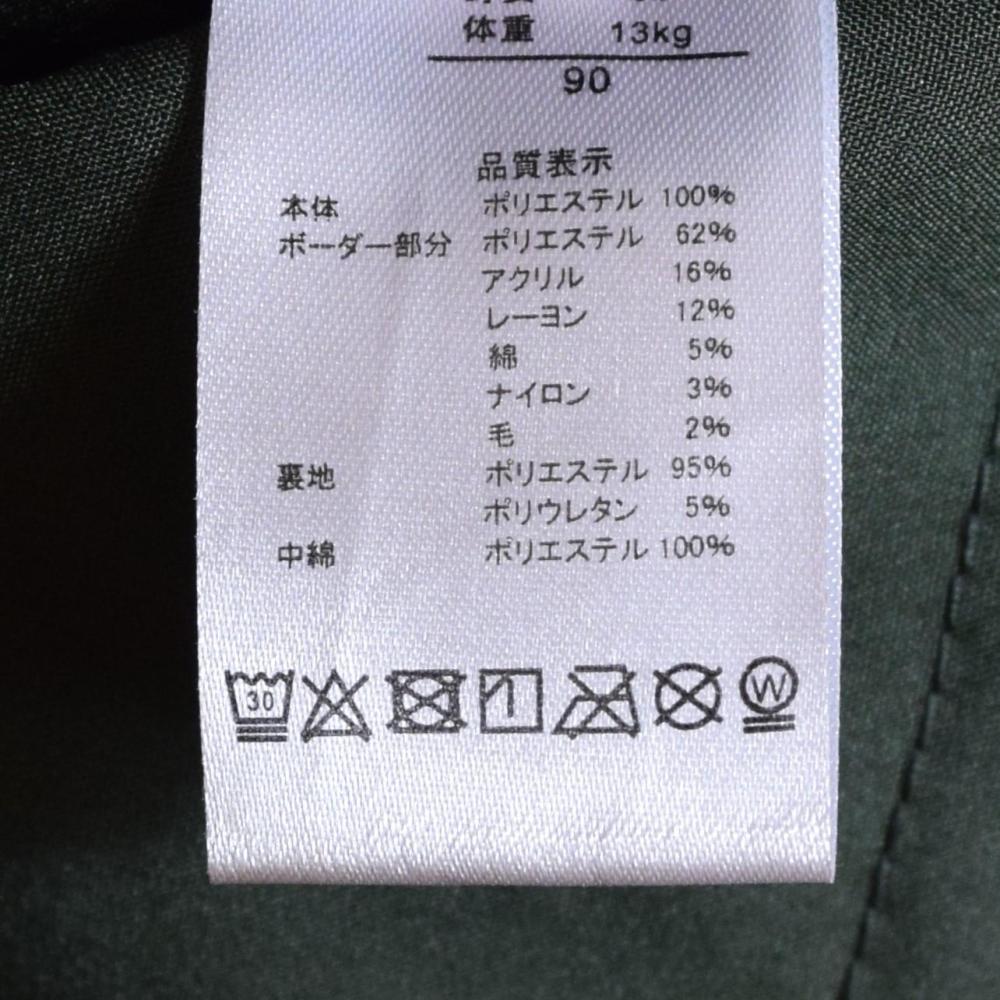 体重 13kg
90
品質表示
本体 ポリエステル 100%
ボーダー部分 ポリエステル 62%
アクリル 16%
レーヨン 12%
綿 5%
ナイロン 3%
毛 2%
裏地 ポリエステル 95%
ポリウレタン 5%
中綿 ポリエステル 100%
30 W